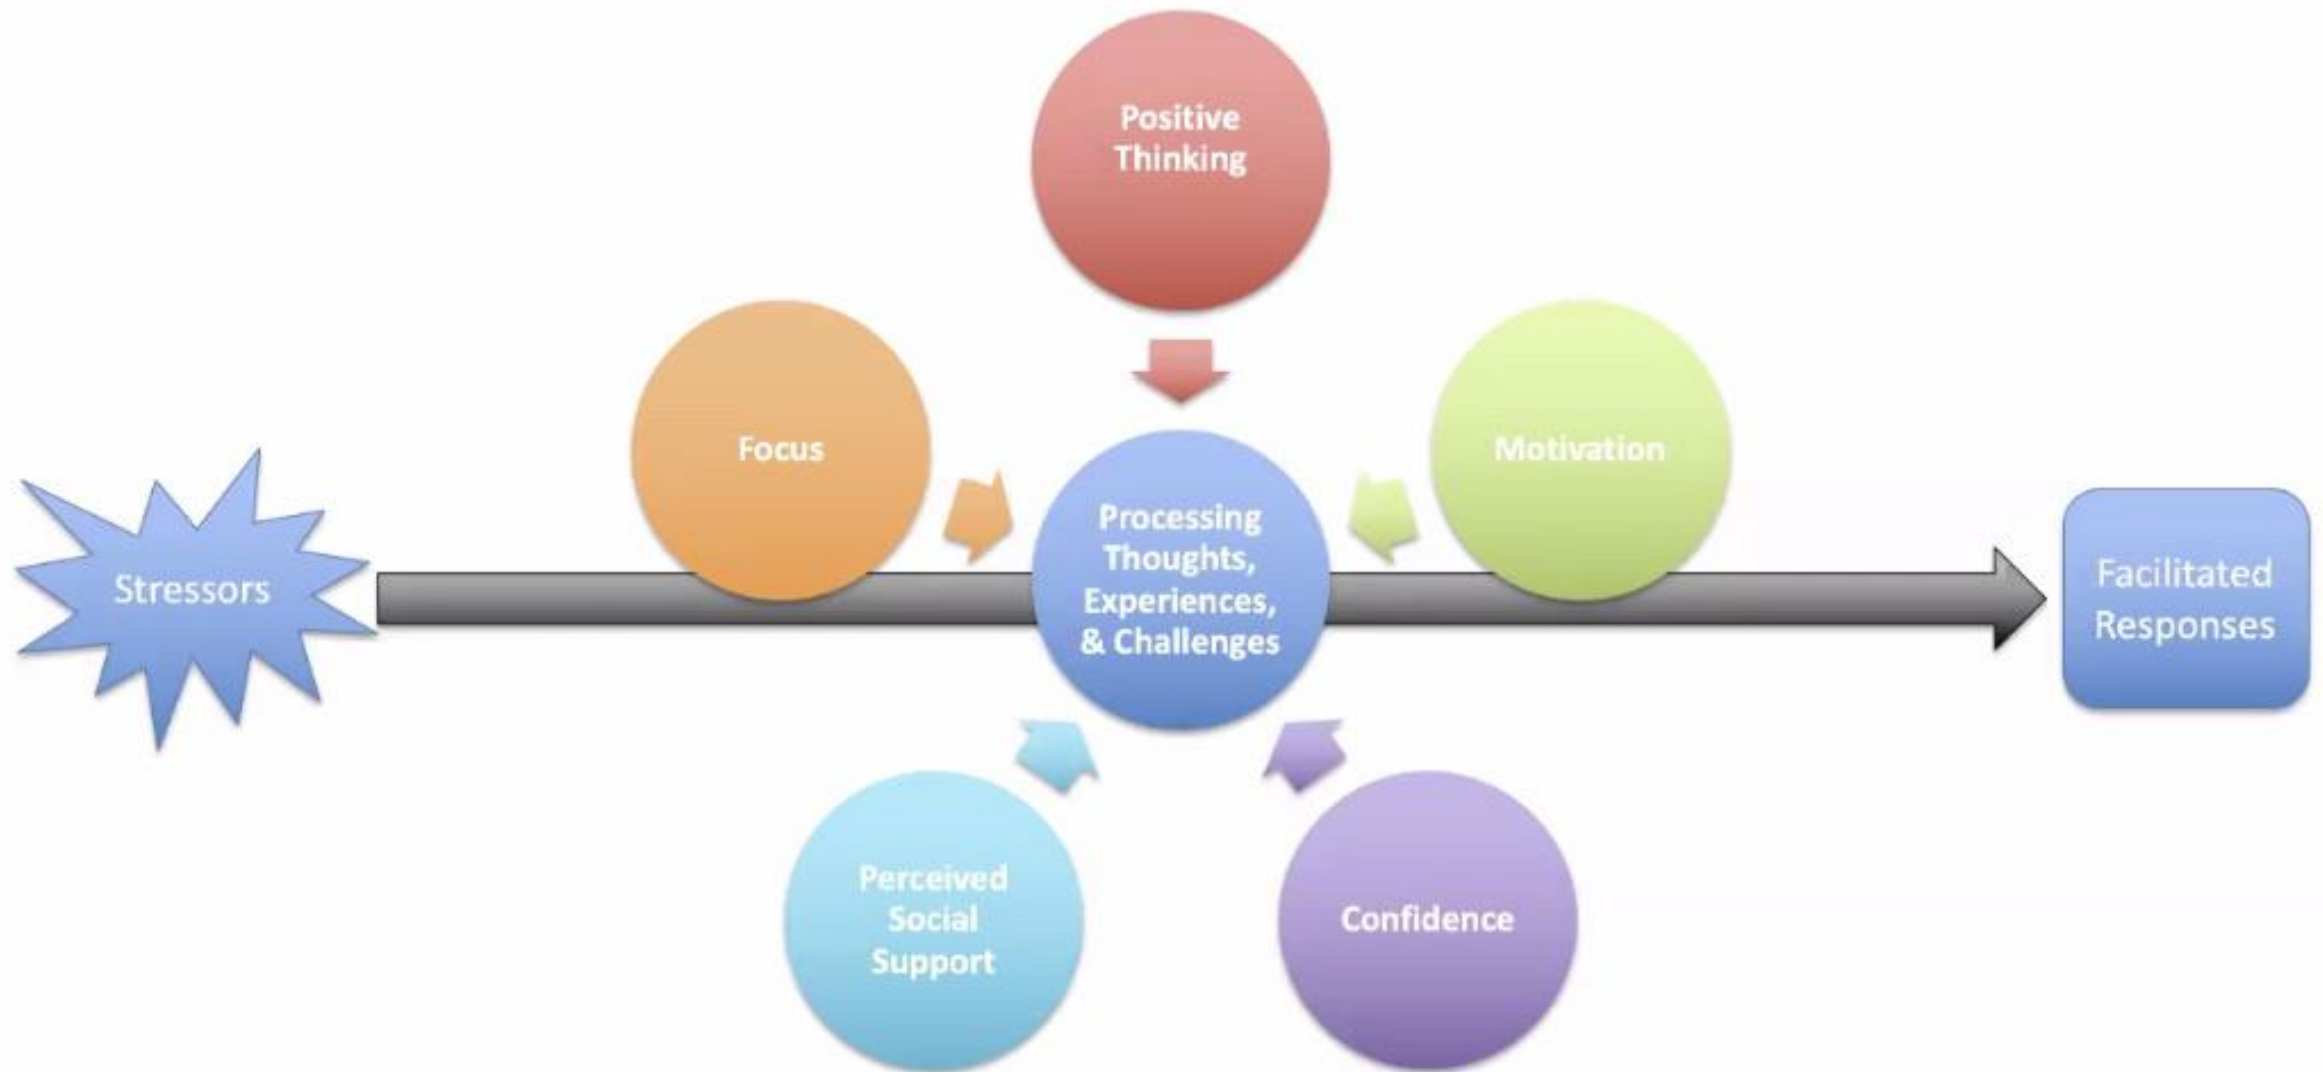 Positive
Thinking
Focus
Motivation
Stressors
Processing
Thoughts,
Experiences,
& Challenges
Facilitated
Responses
Perceived
Social
Support
Confidence